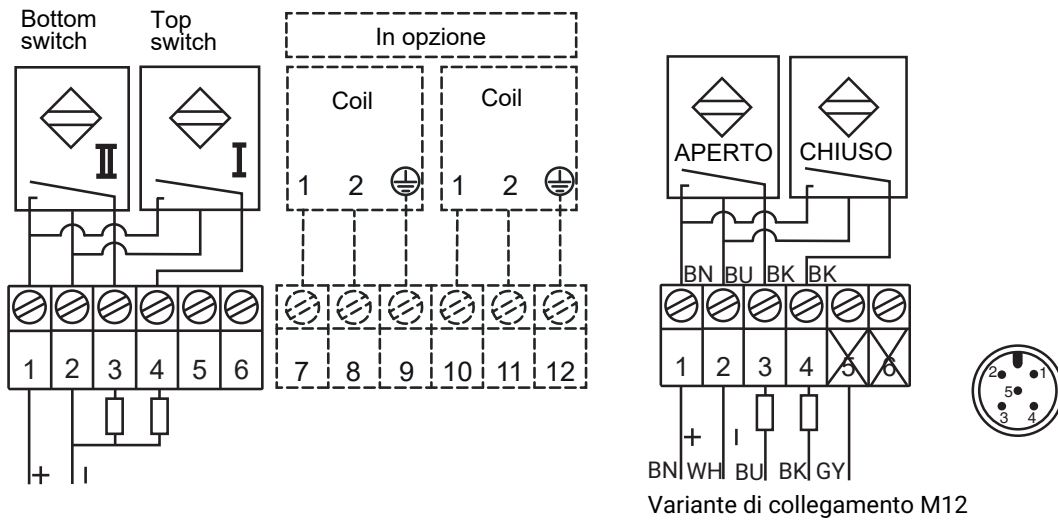 Bottom
switch
Top
switch
II
I
In opzione
Coil
Coil
1 2
1 2
1 2 3 4 5 6
7 8 9 10 11 12
+ -
APERTO
CHIUSO
BN BU BK BK
1 2 3 4 5 6
+ -
BN WH BU BK GY
2 1
5
3 4
Variante di collegamento M12